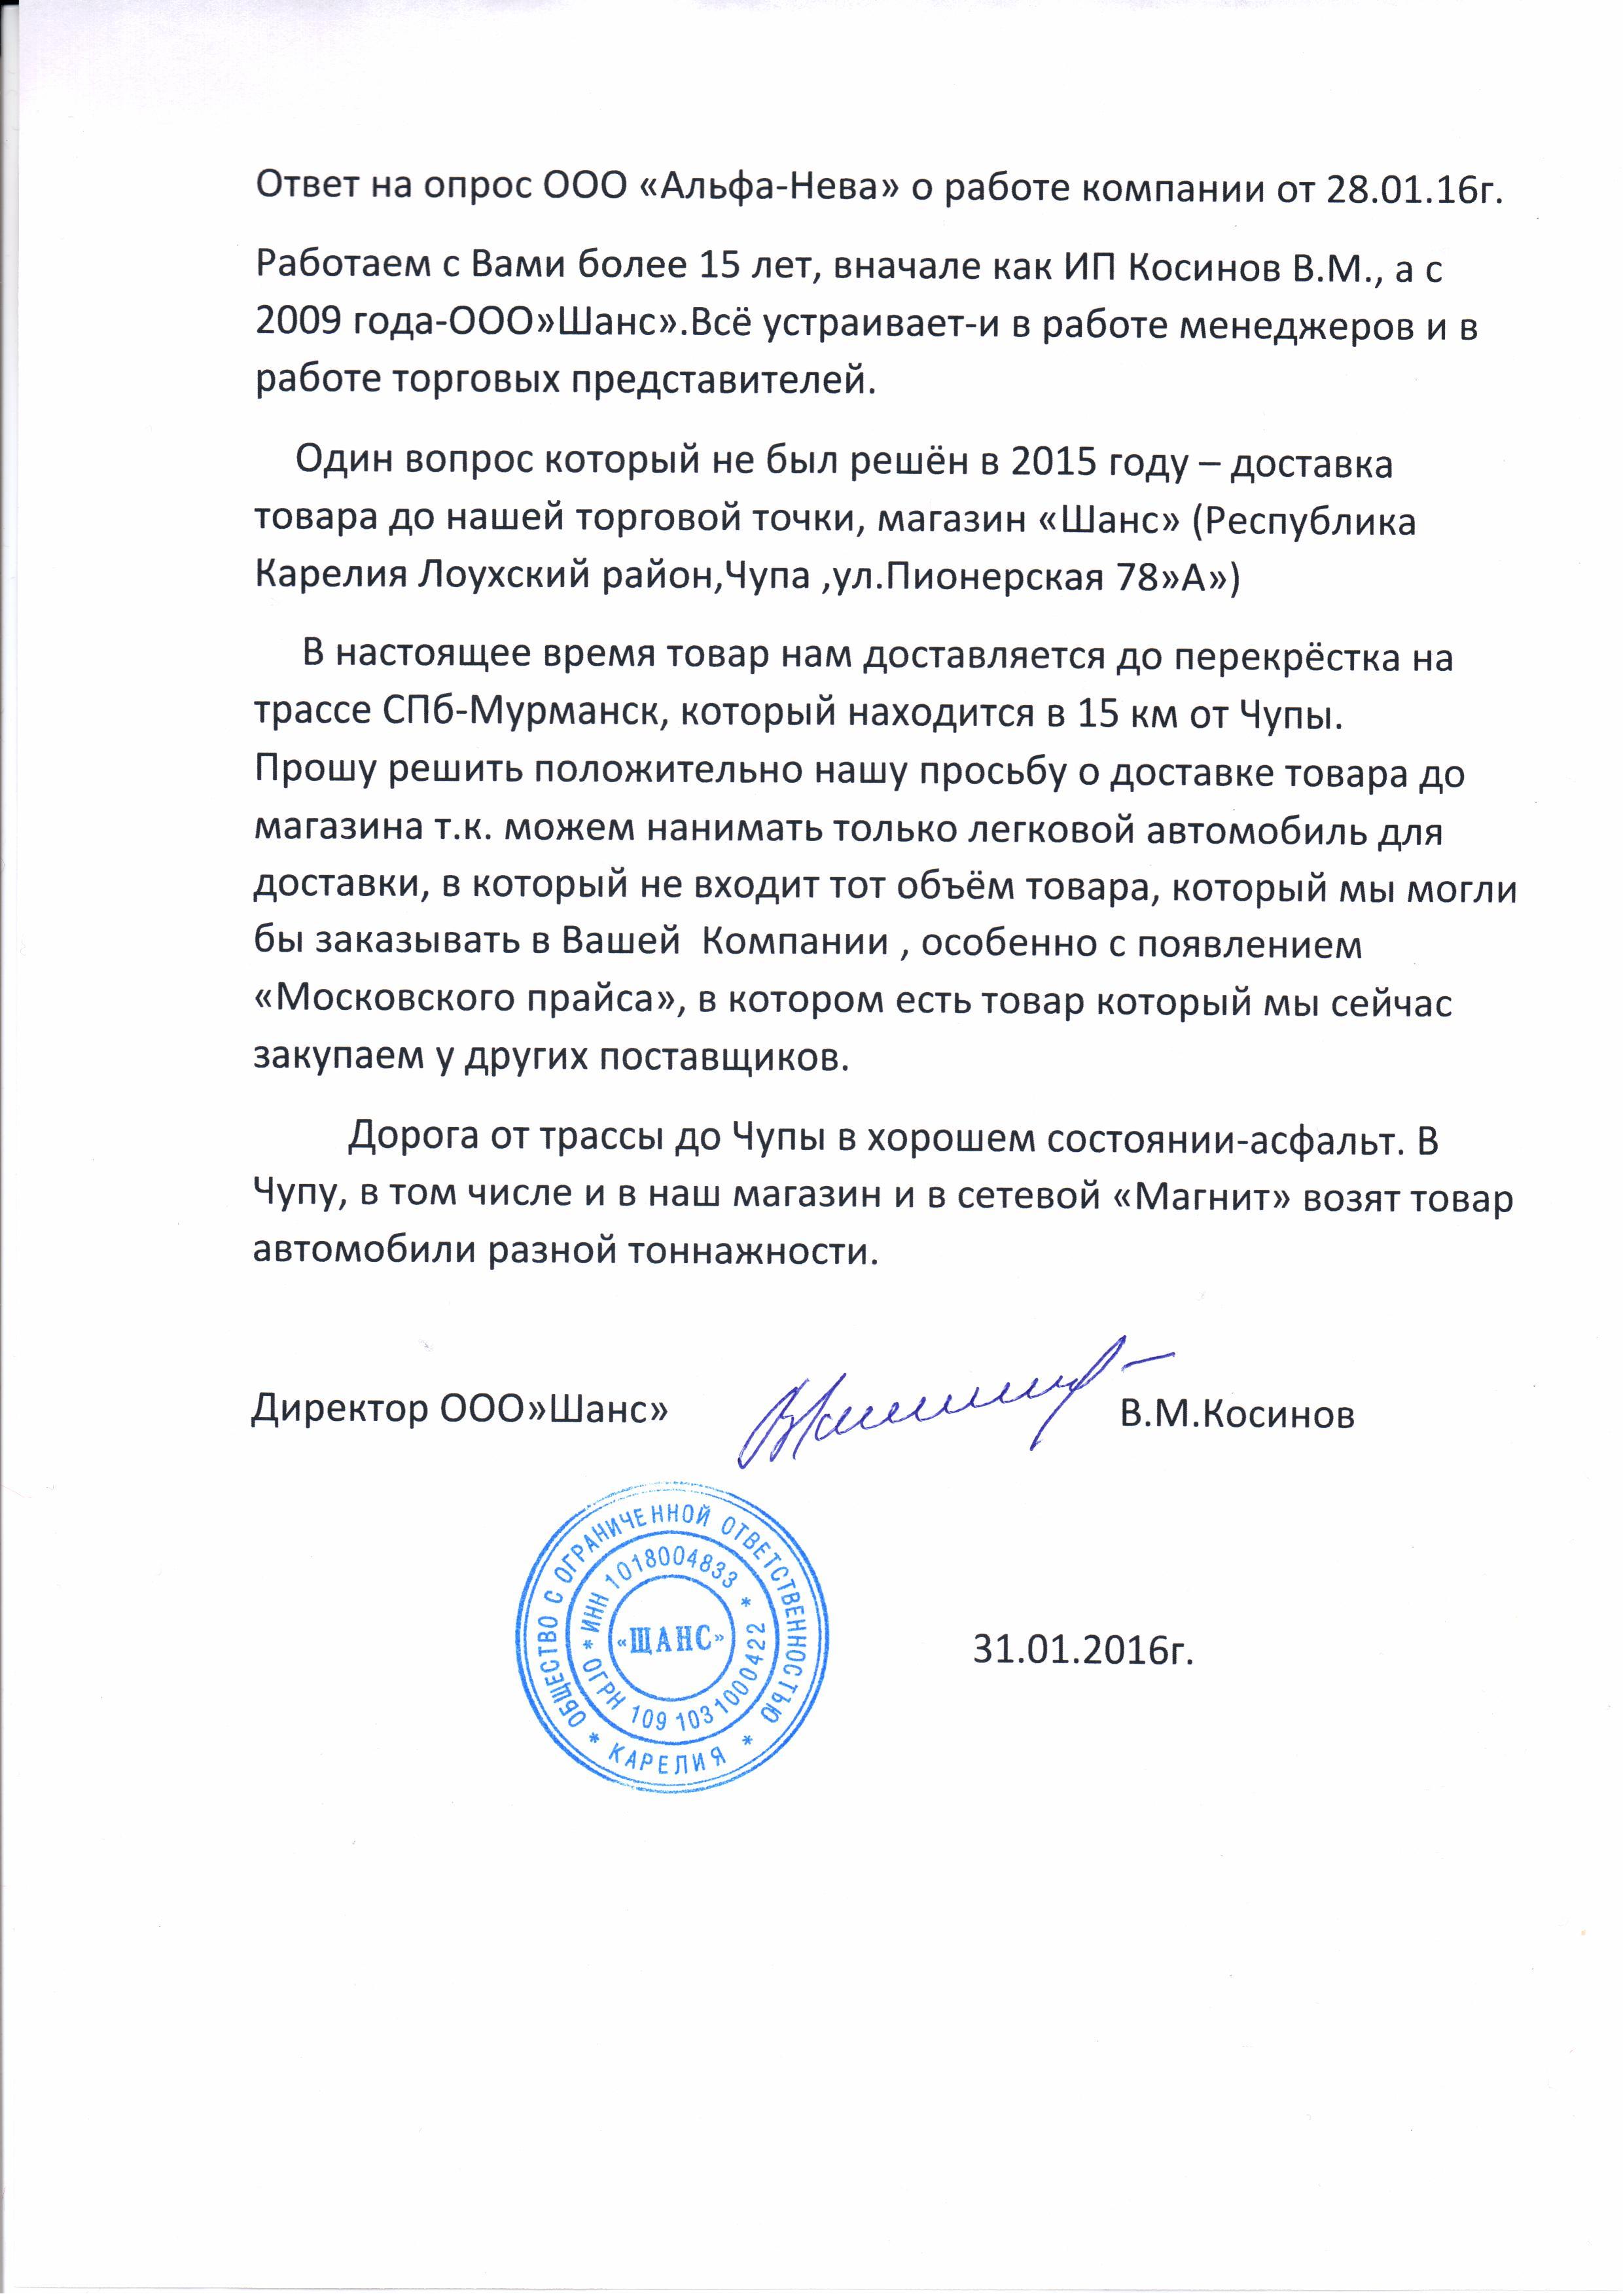 Ответ на опрос ООО «Альфа-Нева» о работе компании от 28.01.16г.
Работаем с Вами более 15 лет, вначале как ИП Косинов В.М., а с
2009 года-ООО»Шанс».Всё устраивает-и в работе менеджеров и в
работе торговых представителей.
Один вопрос который не был решён в 2015 году – доставка
товара до нашей торговой точки, магазин «Шанс» (Республика
Карелия Лоухский район,Чупа ,ул.Пионерская 78»А»)
В настоящее время товар нам доставляется до перекрёстка на
трассе СПб-Мурманск, который находится в 15 км от Чупы.
Прошу решить положительно нашу просьбу о доставке товара до
магазина т.к. можем нанимать только легковой автомобиль для
доставки, в который не входит тот объём товара, который мы могли
бы заказывать в Вашей  Компании , особенно с появлением
«Московского прайса», в котором есть товар который мы сейчас
закупаем у других поставщиков.
Дорога от трассы до Чупы в хорошем состоянии-асфальт. В
Чупу, в том числе и в наш магазин и в сетевой «Магнит» возят товар
автомобили разной тоннажности.
Директор ООО»Шанс» В.М.Косинов
ОБЩЕСТВО С ОГРАНИЧЕННОЙ ОТВЕТСТВЕННОСТЬЮ
* КАРЕЛИЯ *
* ИНН 1018004833 *
ОГРН 109 103 1000422
«ШАНС»
31.01.2016г.